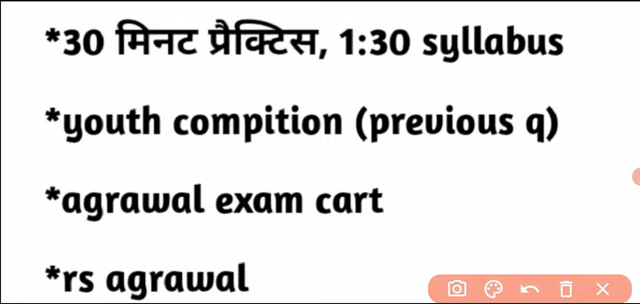 *30 मिनट प्रैक्टिस, 1:30 syllabus
*youth compition (previous q)
*agrawal exam cart
*rs agrawal